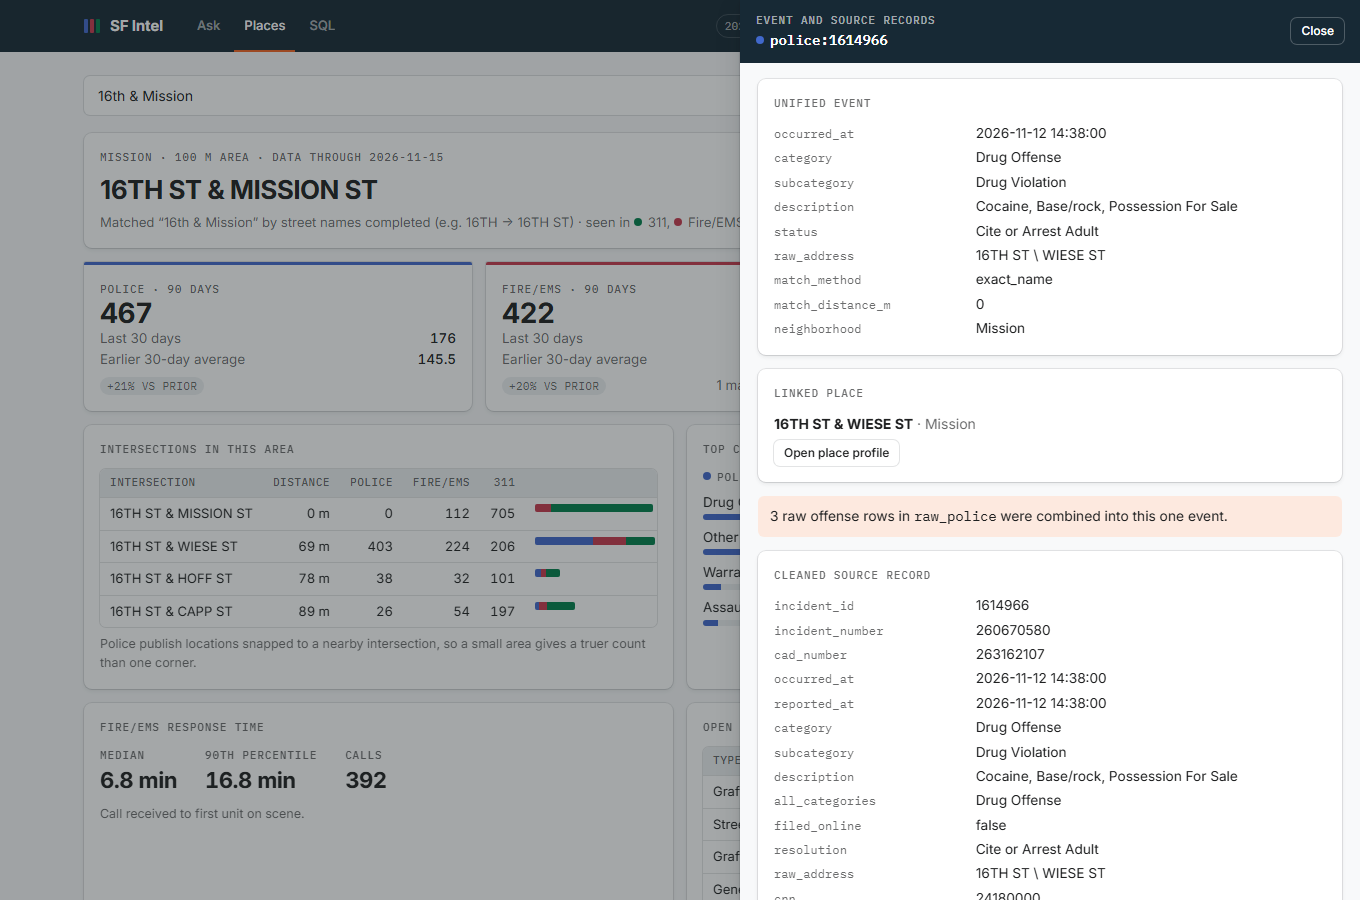 SF Intel
Ask
Places
SQL
16th & Mission
MISSION · 100 M AREA · DATA THROUGH 2026-11-15
16TH ST & MISSION ST
Matched “16th & Mission” by street names completed (e.g. 16TH → 16TH ST) · seen in 311, Fire/EMS
POLICE · 90 DAYS
467
Last 30 days 176
Earlier 30-day average 145.5
+21% VS PRIOR
FIRE/EMS · 90 DAYS
422
Last 30 days
Earlier 30-day average
+20% VS PRIOR
INTERSECTIONS IN THIS AREA
INTERSECTION DISTANCE POLICE FIRE/EMS 311
16TH ST & MISSION ST 0 m 0 112 705
16TH ST & WIESE ST 69 m 403 224 206
16TH ST & HOFF ST 78 m 38 32 101
16TH ST & CAPP ST 89 m 26 54 197
Police publish locations snapped to a nearby intersection, so a small area gives a truer count
than one corner.
TOP
Drug
Other
FIRE/EMS RESPONSE TIME
MEDIAN 90TH PERCENTILE CALLS
6.8 min 16.8 min 392
Call received to first unit on scene.
OPEN
TYPE
EVENT AND SOURCE RECORDS
police:1614966
Close
UNIFIED EVENT
occurred_at 2026-11-12 14:38:00
category Drug Offense
subcategory Drug Violation
description Cocaine, Base/rock, Possession For Sale
status Cite or Arrest Adult
raw_address 16TH ST \ WIESE ST
match_method exact_name
match_distance_m 0
neighborhood Mission
LINKED PLACE
16TH ST & WIESE ST · Mission
Open place profile
3 raw offense rows in raw_police were combined into this one event.
CLEANED SOURCE RECORD
incident_id 1614966
incident_number 260670580
cad_number 263162107
occurred_at 2026-11-12 14:38:00
reported_at 2026-11-12 14:38:00
category Drug Offense
subcategory Drug Violation
description Cocaine, Base/rock, Possession For Sale
all_categories Drug Offense
filed_online false
resolution Cite or Arrest Adult
raw_address 16TH ST \ WIESE ST
cnn 24180000